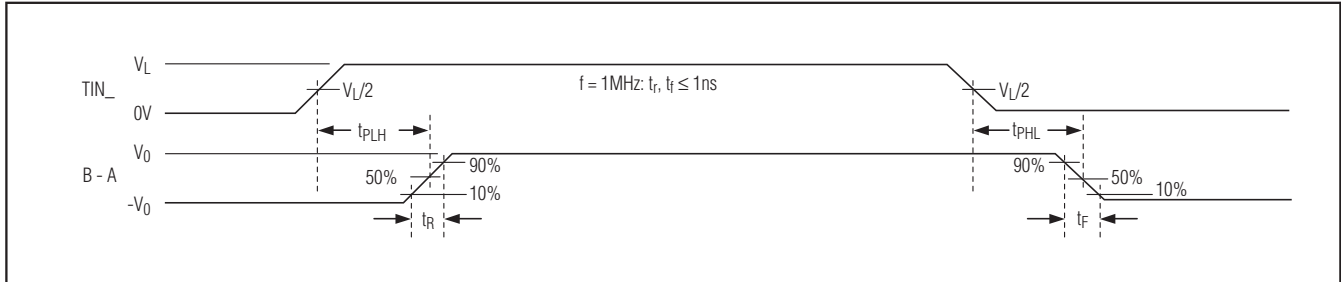 V_L
TIN_
0V
V_L/2
f = 1MHz: t_r, t_f ≤ 1ns
V_L/2
t_PLH
t_PHL
V_0
B - A
-V_0
90%
50%
10%
t_R
90%
50%
10%
t_F